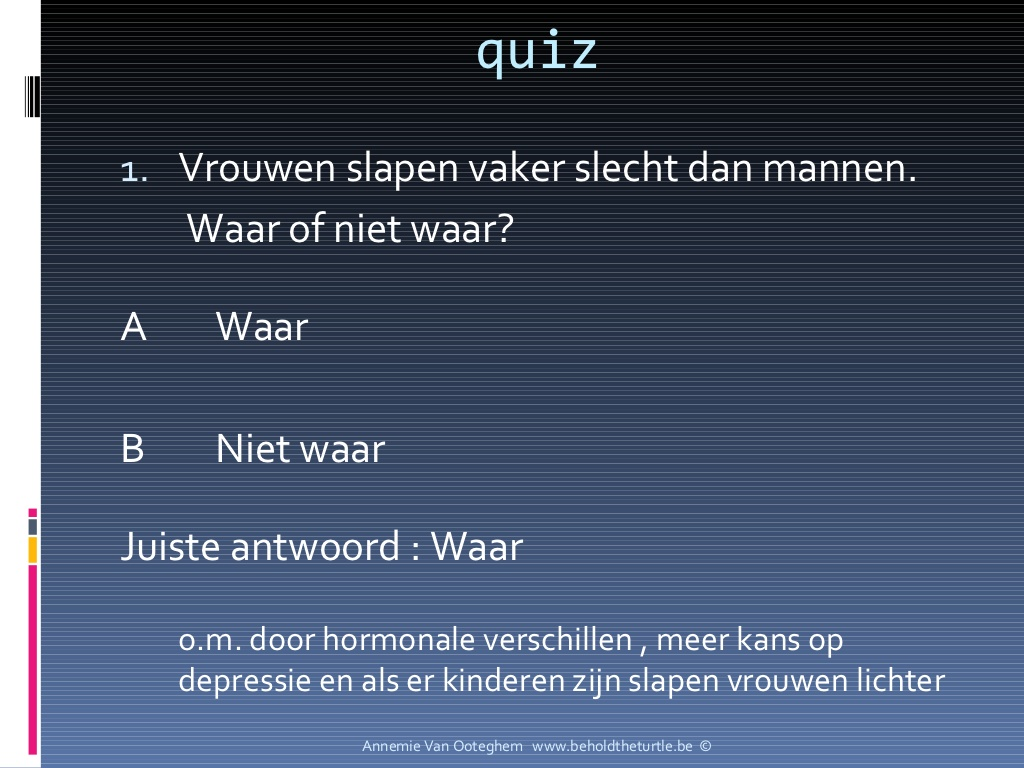 quiz
1. Vrouwen slapen vaker slecht dan mannen.
Waar of niet waar?
A Waar
B Niet waar
Juiste antwoord : Waar
o.m. door hormonale verschillen , meer kans op
depressie en als er kinderen zijn slapen vrouwen lichter
Annemie Van Ooteghem www.beholdtheturtle.be ©